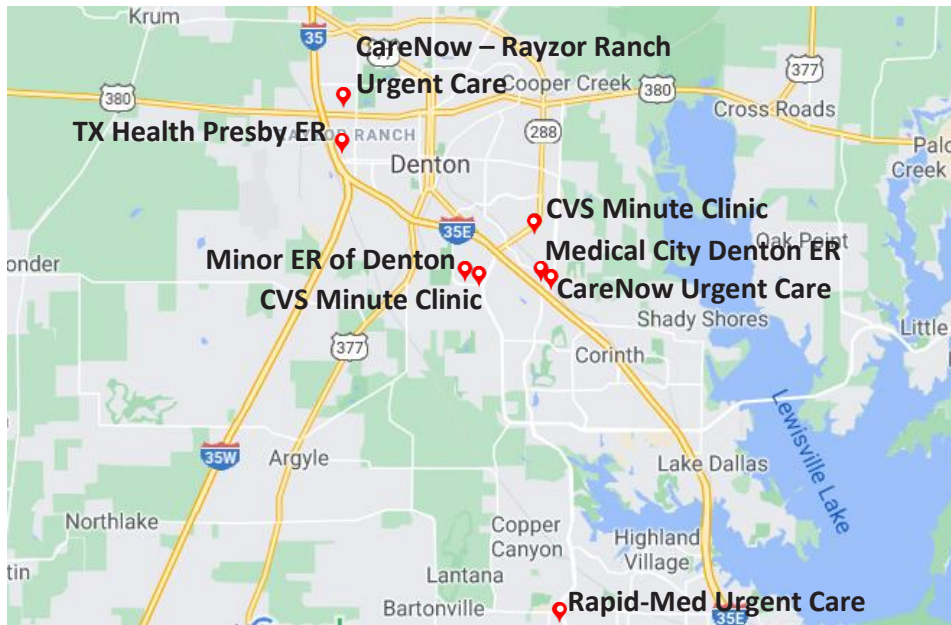 Krum
35
CareNow – Rayzor Ranch
Urgent Care
Cooper Creek
377
380
380
Cross Roads
TX Health Presby ER
RANCH
288
Denton
Creek
CVS Minute Clinic
35E
Oak Point
Medical City Denton ER
Minor ER of Denton
onder
CareNow Urgent Care
CVS Minute Clinic
Shady Shores
Little
377
Corinth
Lewisville Lake
35W
Argyle
Lake Dallas
Northlake
Copper
Canyon
Highland
Village
tin
Lantana
Bartonville
Rapid-Med Urgent Care
35E